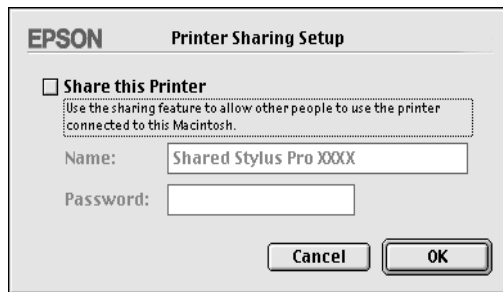 EPSON Printer Sharing Setup
Share this Printer
Use the sharing feature to allow other people to use the printer
connected to this Macintosh.
Name: Shared Stylus Pro XXXX
Password:
Cancel OK